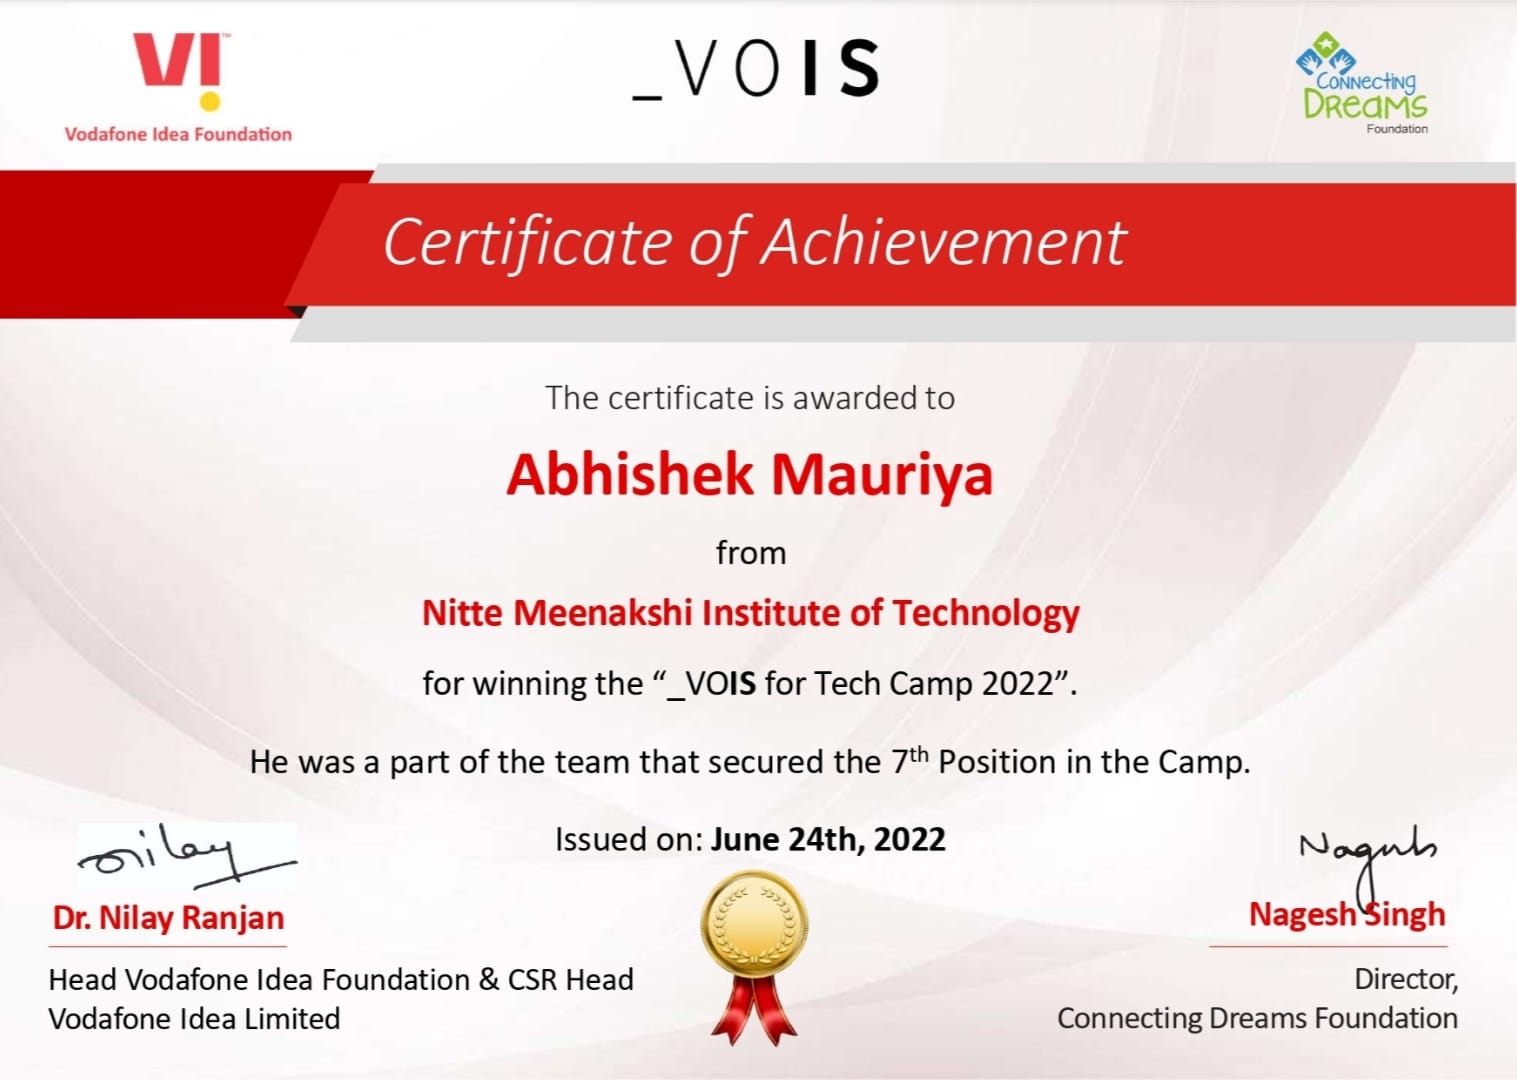 VI™
Vodafone Idea Foundation
_VOIS
Connecting
Dreams
Foundation
Certificate of Achievement
The certificate is awarded to
Abhishek Mauriya
from
Nitte Meenakshi Institute of Technology
for winning the “_VOIS for Tech Camp 2022”.
He was a part of the team that secured the 7th Position in the Camp.
Issued on: June 24th, 2022
Nilay
Dr. Nilay Ranjan
Head Vodafone Idea Foundation & CSR Head
Vodafone Idea Limited
Nagesh
Nagesh Singh
Director,
Connecting Dreams Foundation